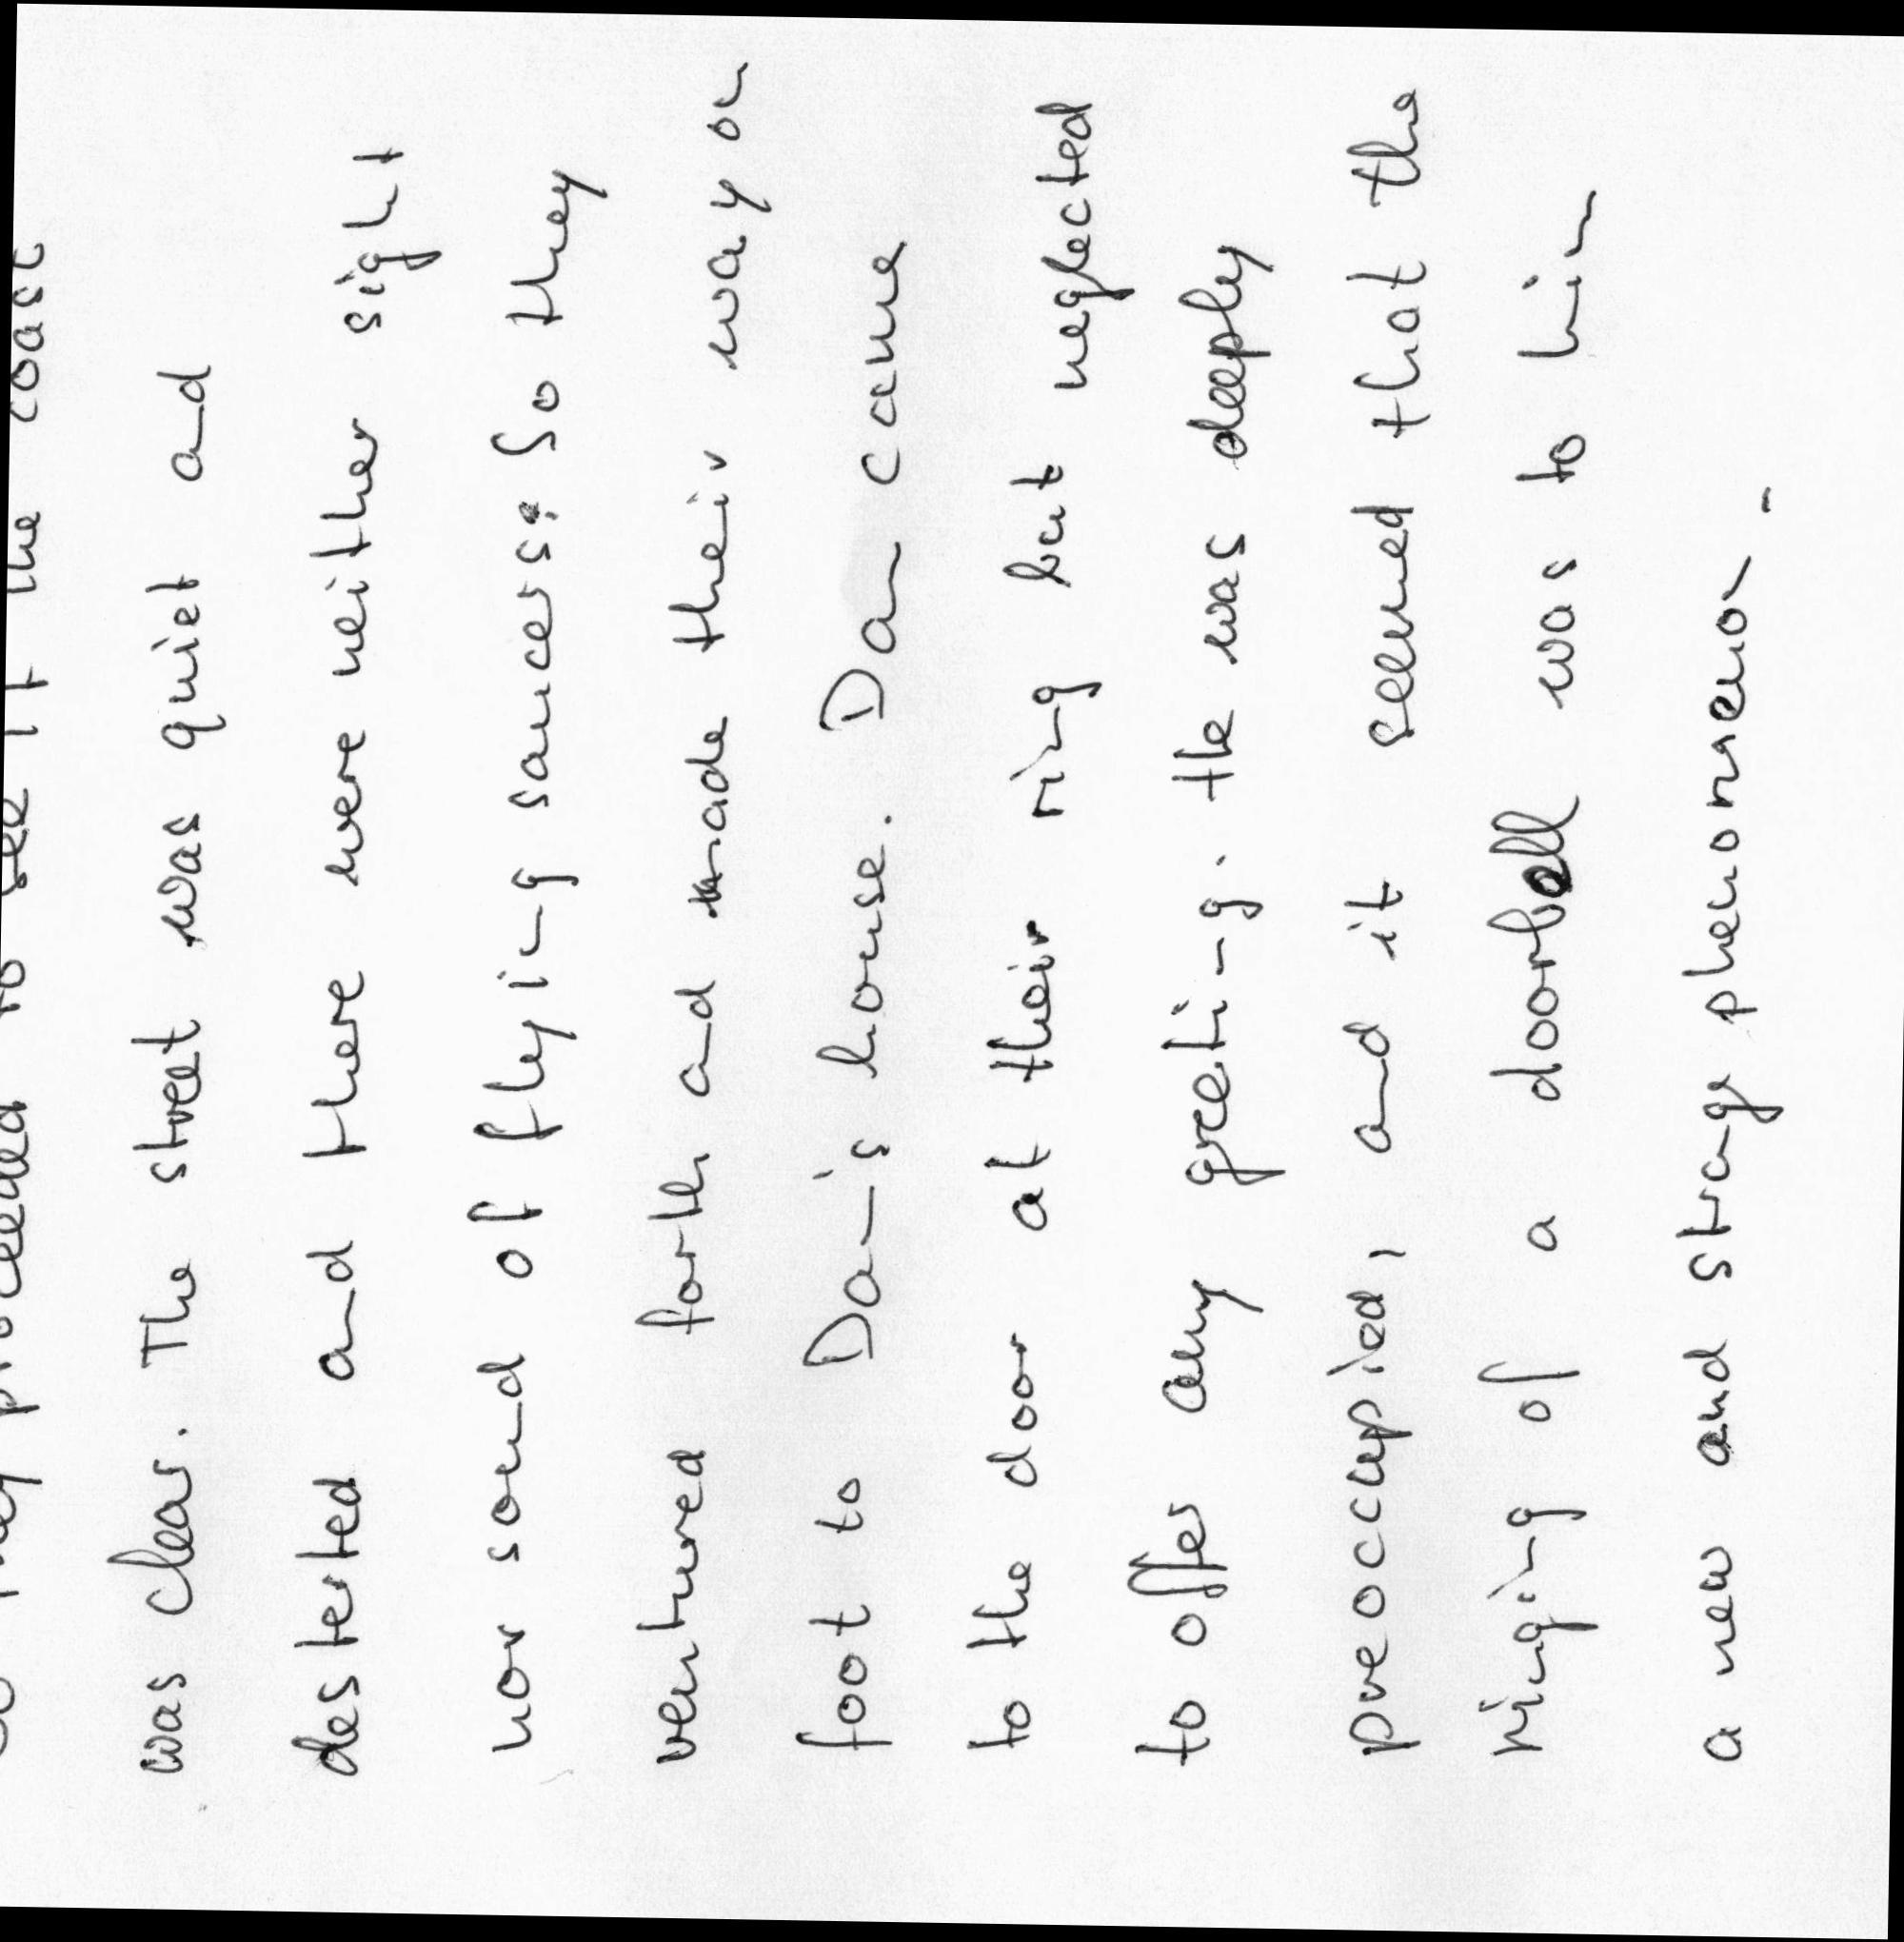 they proceeded to see if the coast
was clear. The street was quiet and
deserted and there were neither sight
nor sound of flying saucers: So they
ventured forth and made their way on
foot to Dan's house. Dan came
to the door at their ring but neglected
to offer any greeting. He was deeply
preoccupied, and it seemed that the
ringing of a doorbell was to him
a new and strange phenomaenon.